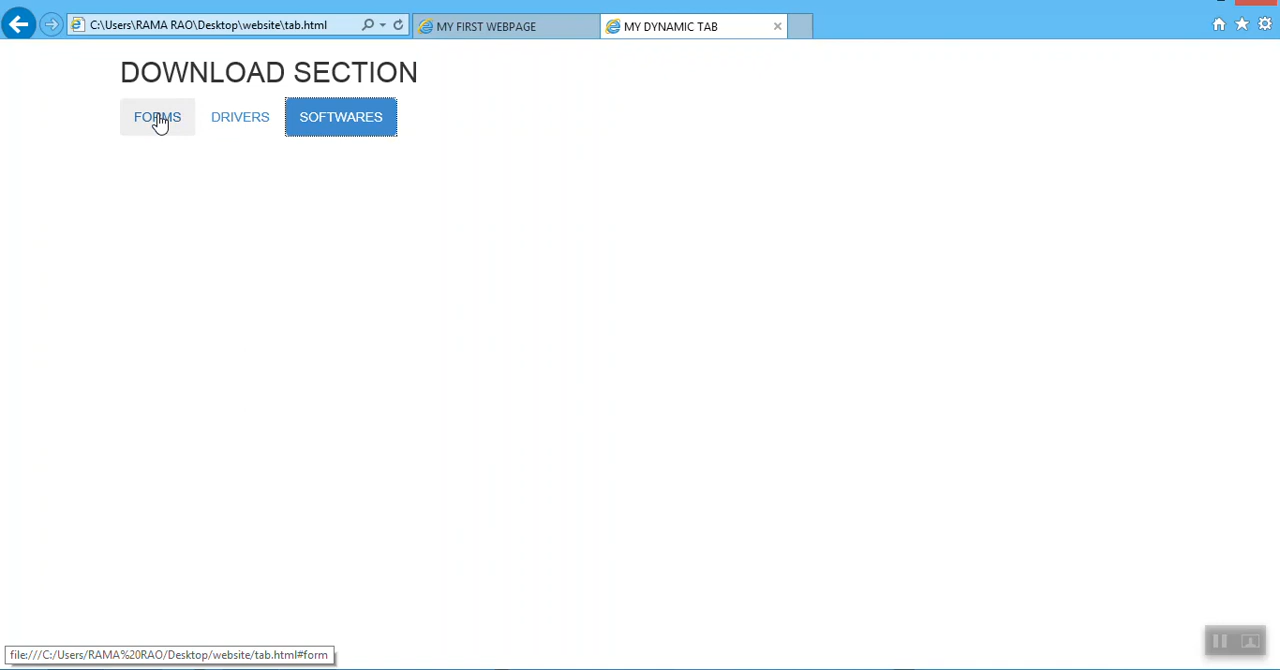 C:\Users\RAMA RAO\Desktop\website\tab.html
MY FIRST WEBPAGE
MY DYNAMIC TAB
DOWNLOAD SECTION
FORMS
DRIVERS
SOFTWARES
file:///C:/Users/RAMA%20RAO/Desktop/website/tab.html#form